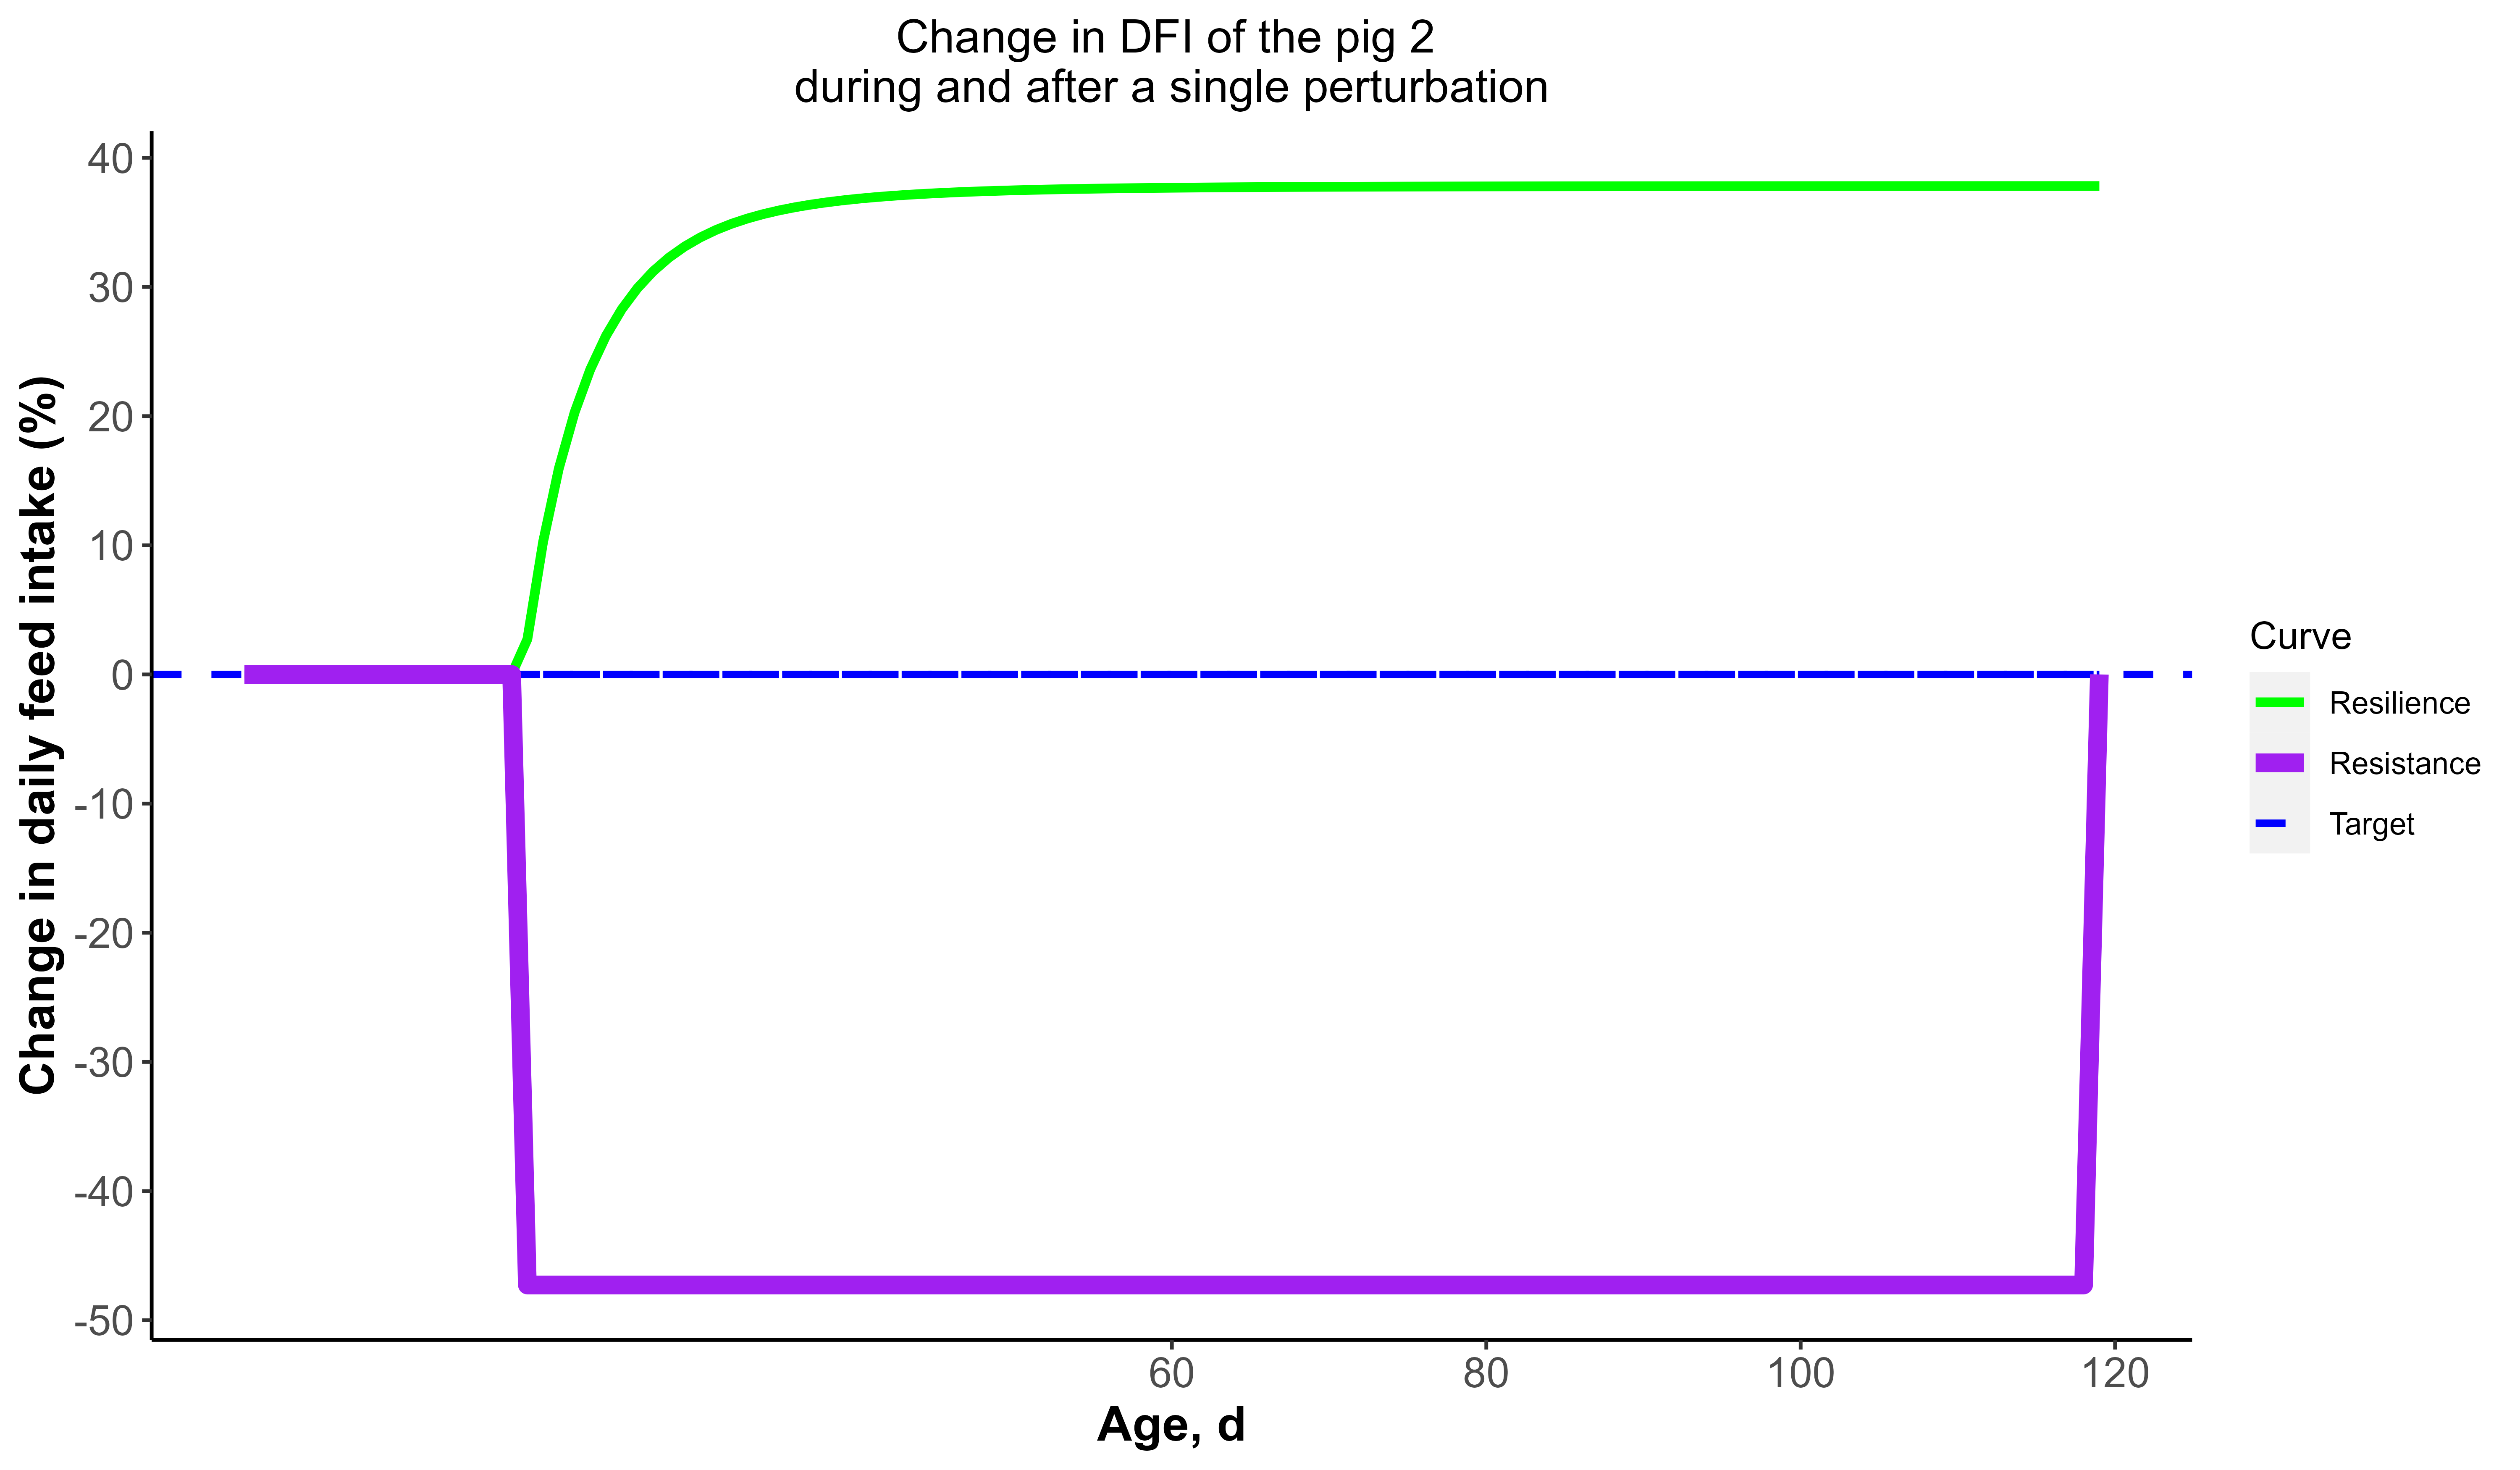 Change in DFI of the pig 2
during and after a single perturbation
Change in daily feed intake (%)
40
30
20
10
0
-10
-20
-30
-40
-50
60
80
100
120
Age, d
Curve
Resilience
Resistance
Target